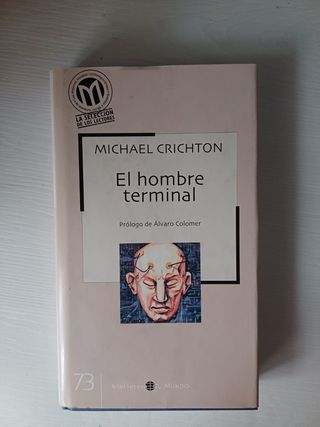 LA SELECCIÓN
DE LOS LECTORES
MICHAEL CRICHTON
El hombre
terminal
Prólogo de Álvaro Colomer
73
MUNDO